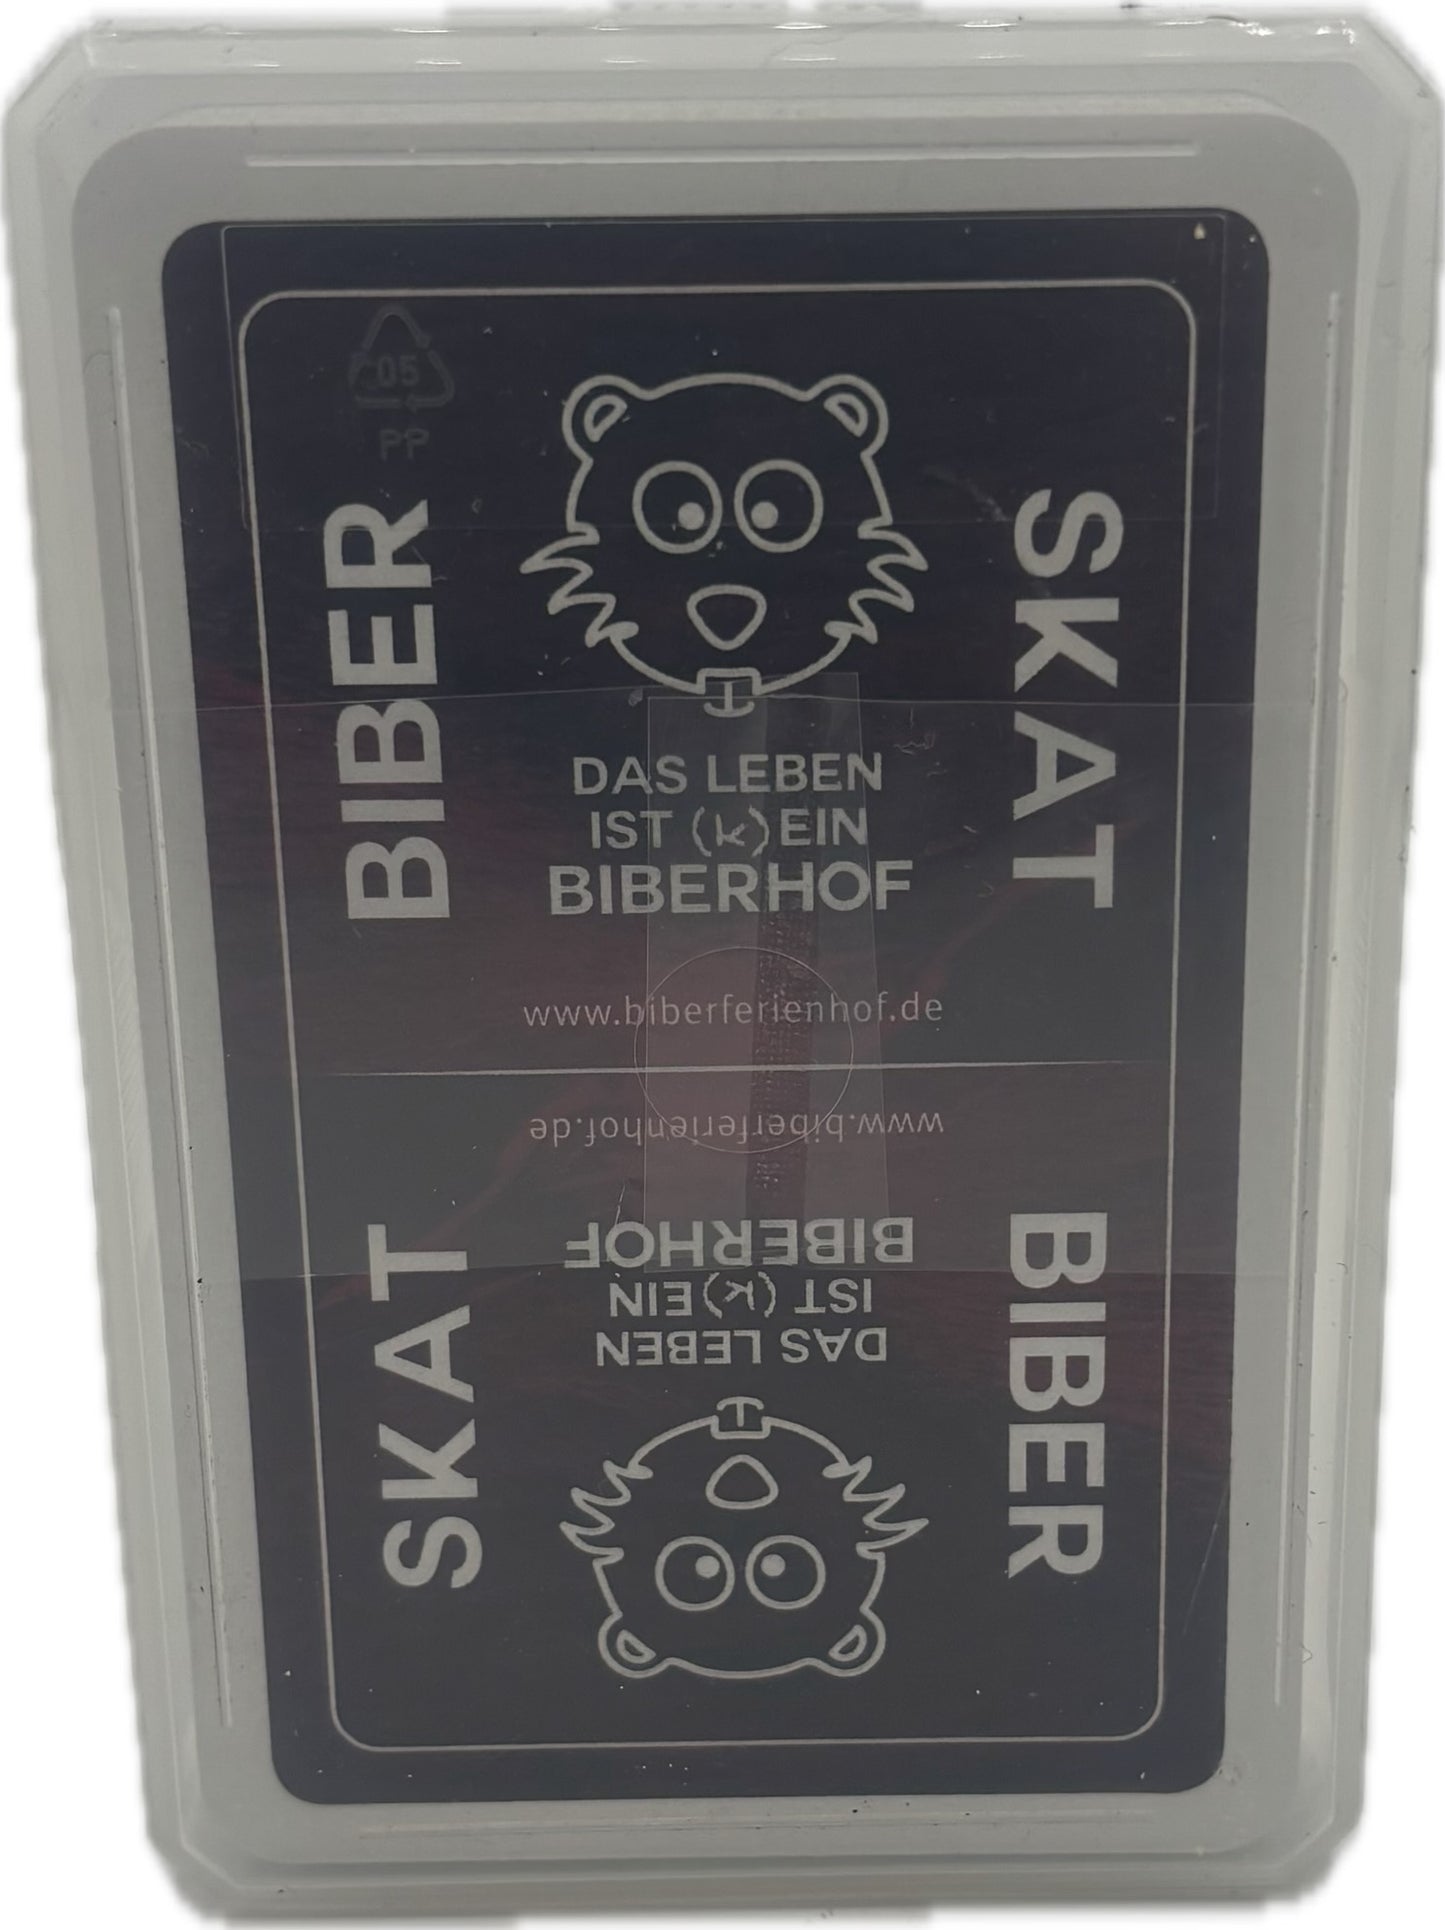 05
PP
BIBER
SKAT
DAS LEBEN
IST (k) EIN
BIBERHOF
www.biberferienhof.de
www.biberferienhof.de
BIBERHOF
IST (k) EIN
DAS LEBEN
SKAT
BIBER